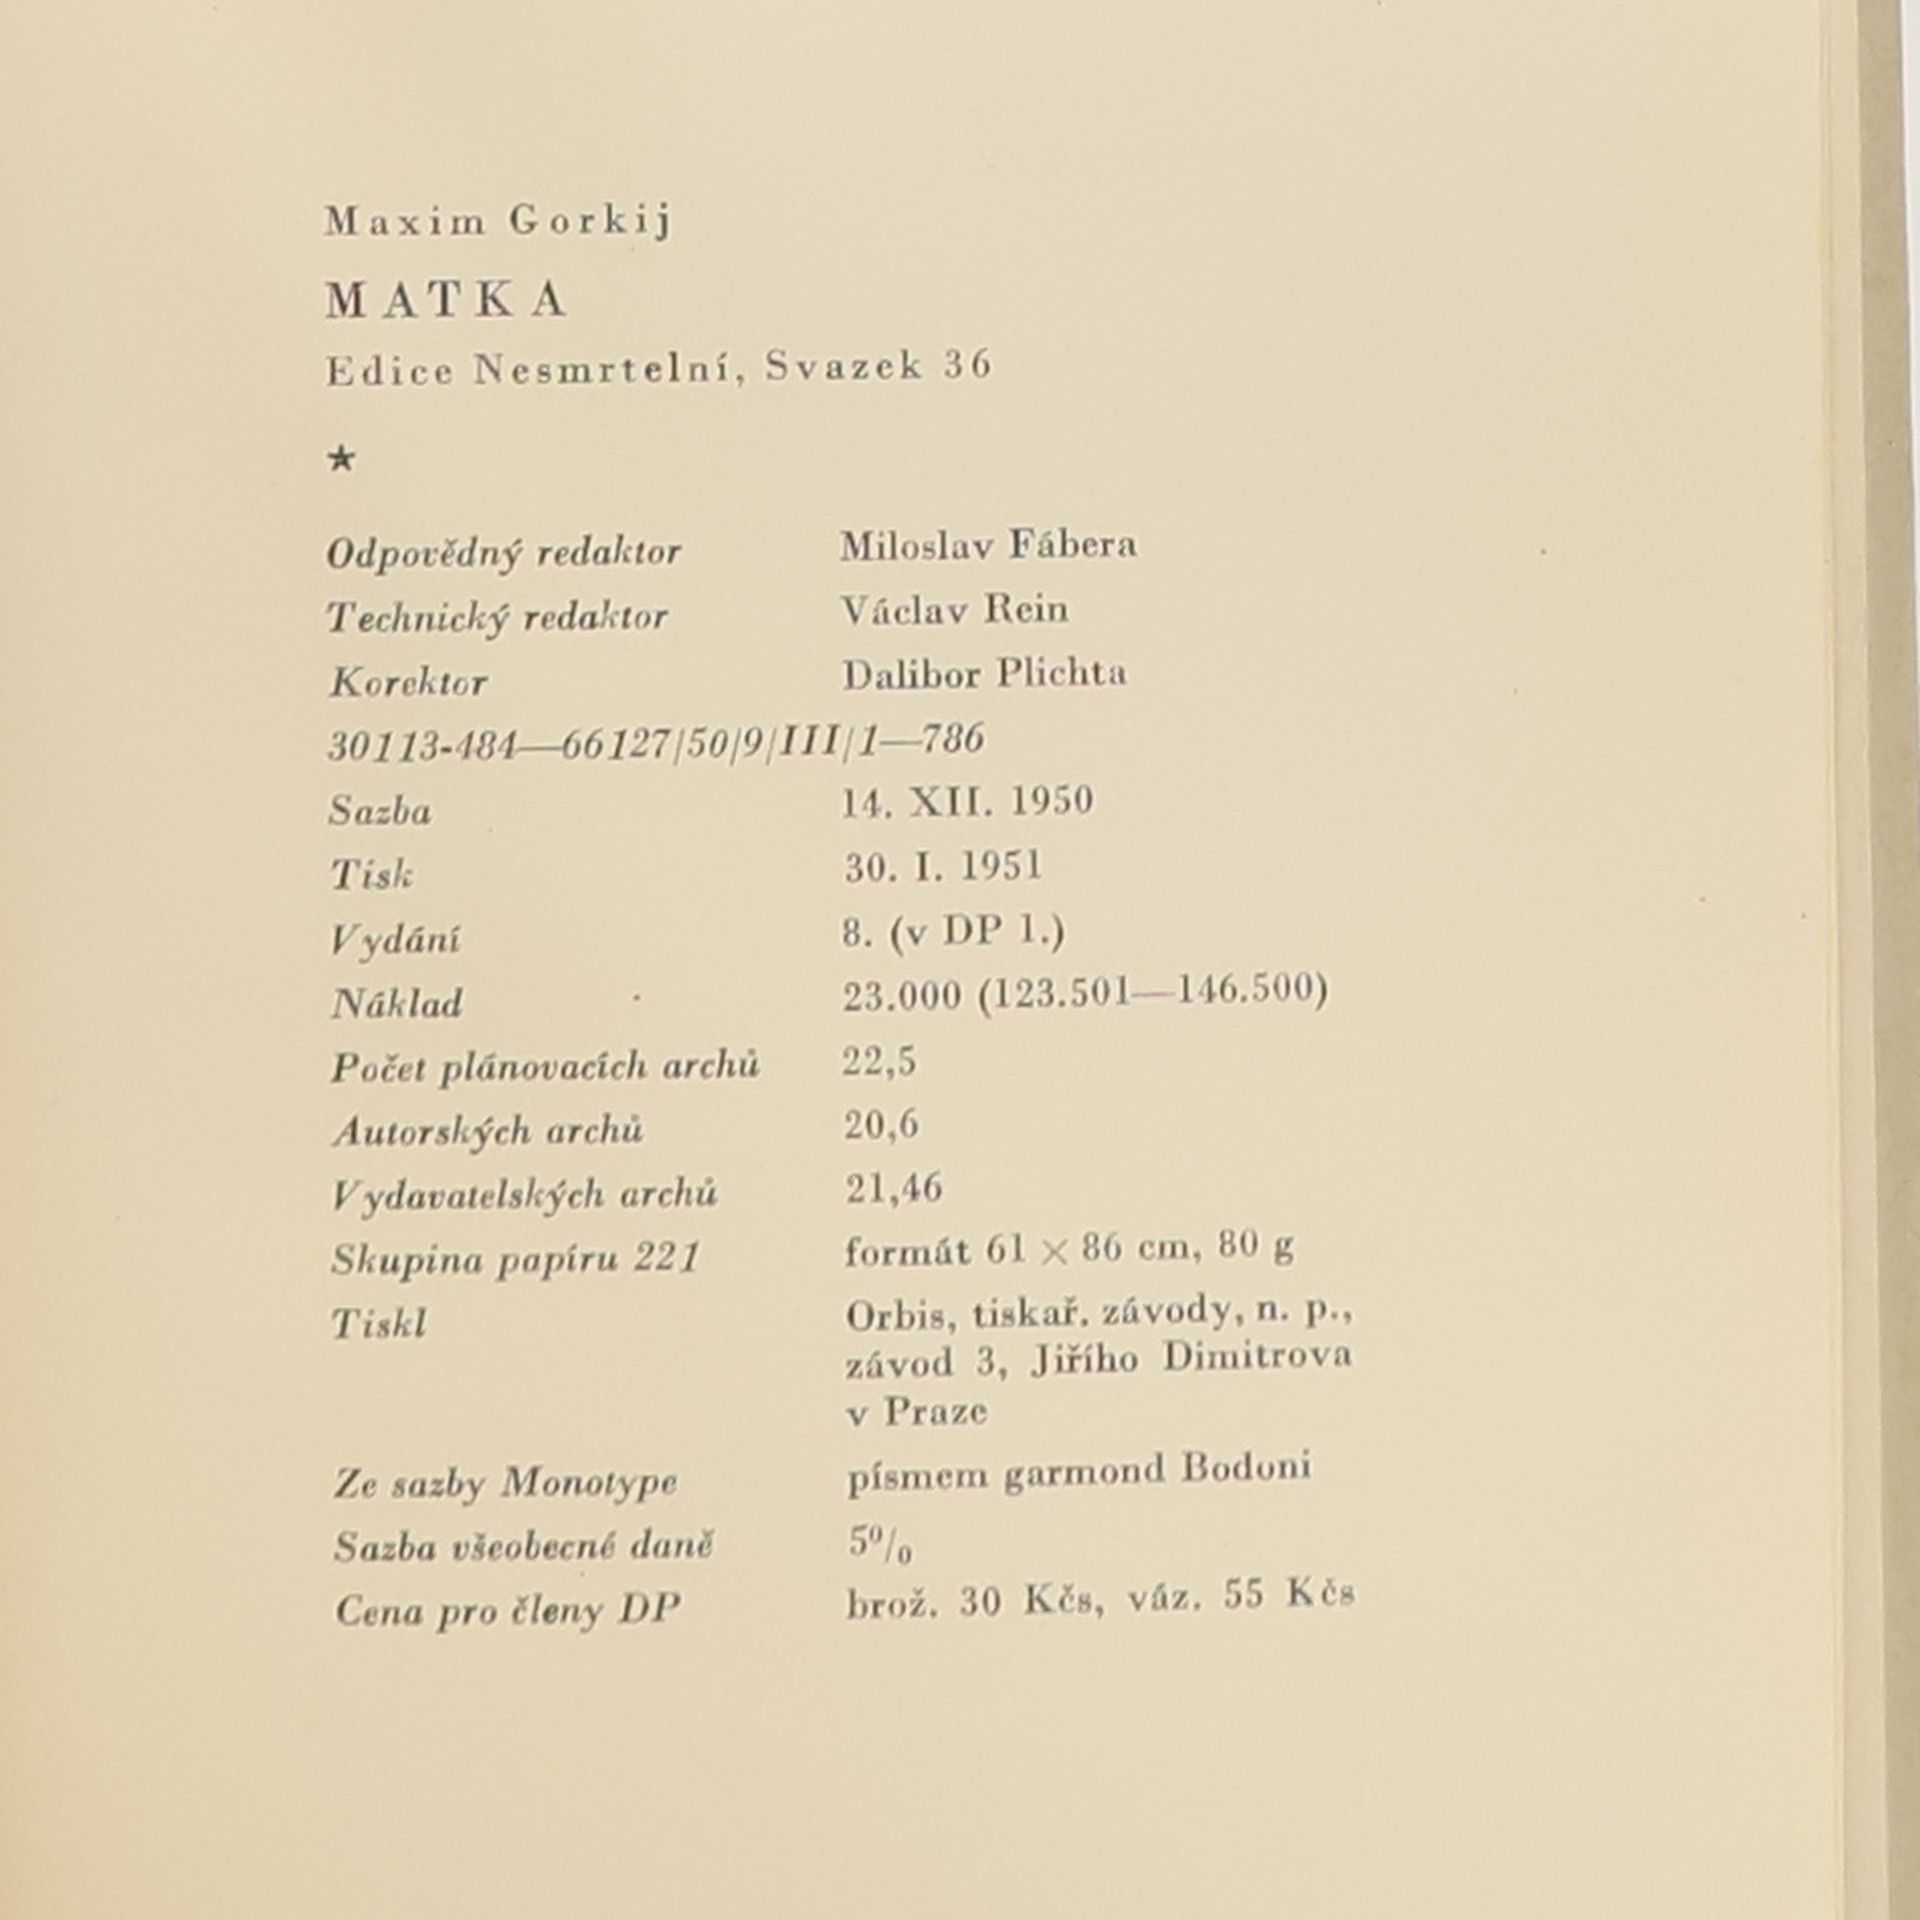 Maxim Gorkij
MATKA
Edice Nesmrtelní, Svazek 36
★
Odpovědný redaktor Miloslav Fábera
Technický redaktor Václav Rein
Korektor Dalibor Plichta
30113-484—66127/50/9/III/1—786
Sazba 14. XII. 1950
Tisk 30. I. 1951
Vydání 8. (v DP 1.)
Náklad 23.000 (123.501—146.500)
Počet plánovacích archů 22,5
Autorských archů 20,6
Vydavatelských archů 21,46
Skupina papíru 221 formát 61 × 86 cm, 80 g
Tiskl Orbis, tiskař. závody, n. p.,
závod 3, Jiřího Dimitrova
v Praze
Ze sazby Monotype písmem garmond Bodoni
Sazba všeobecné daně 5%
Cena pro členy DP brož. 30 Kčs, váz. 55 Kčs